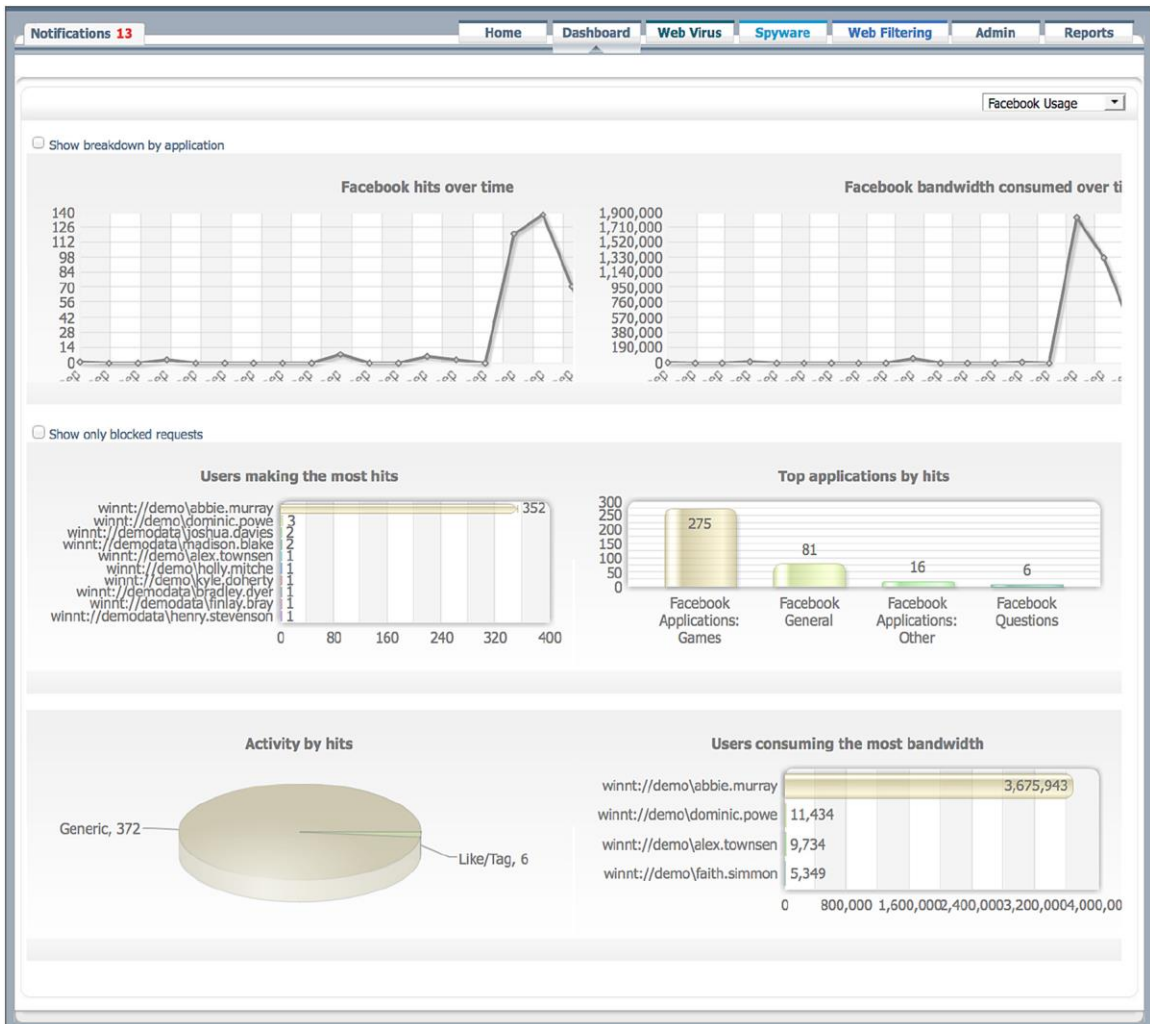 Notifications 13
Home
Dashboard
Web Virus
Spyware
Web Filtering
Admin
Reports
Facebook Usage
Show breakdown by application
Facebook hits over time
140
126
112
98
84
70
56
42
28
14
0
Facebook bandwidth consumed over ti
1,900,000
1,710,000
1,520,000
1,330,000
1,140,000
950,000
760,000
570,000
380,000
190,000
0
Show only blocked requests
Users making the most hits
winnt://demo\abbie.murray 352
winnt://demo\dominic.powe 3
winnt://demodata\joshua.davies 2
winnt://demodata\madison.blake 2
winnt://demo\alex.townsen 1
winnt://demo\holly.mitche 1
winnt://demo\kyle.doherty 1
winnt://demodata\bradley.dyer 1
winnt://demodata\finlay.bray 1
winnt://demodata\henry.stevenson 1
0 80 160 240 320 400
Top applications by hits
300
250
200
150
100
50
0
275
81
16
6
Facebook
Applications:
Games
Facebook
General
Facebook
Applications:
Other
Facebook
Questions
Activity by hits
Generic, 372
Like/Tag, 6
Users consuming the most bandwidth
winnt://demo\abbie.murray 3,675,943
winnt://demo\dominic.powe 11,434
winnt://demo\alex.townsen 9,734
winnt://demo\faith.simmon 5,349
0 800,000 1,600,000 2,400,000 3,200,000 4,000,00